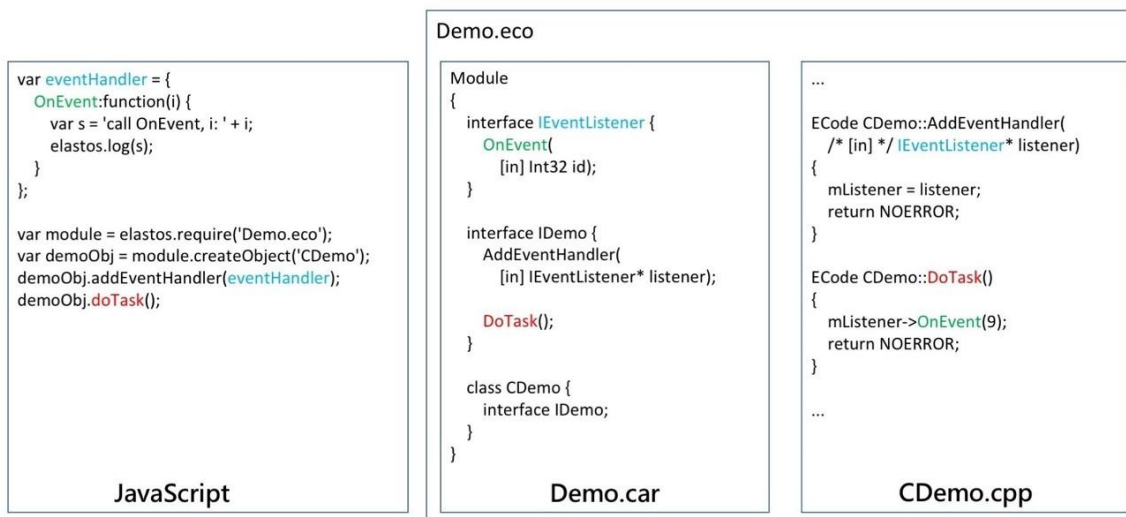 Demo.eco
var eventHandler = {
OnEvent:function(i) {
var s = 'call OnEvent, i: ' + i;
elastos.log(s);
}
};
var module = elastos.require('Demo.eco');
var demoObj = module.createObject('CDemo');
demoObj.addEventHandler(eventHandler);
demoObj.doTask();
JavaScript
Module
{
interface IEventListener {
OnEvent(
[in] Int32 id);
}
interface IDemo {
AddEventHandler(
[in] IEventListener* listener);
DoTask();
}
class CDemo {
interface IDemo;
}
}
Demo.car
...
ECode CDemo::AddEventHandler(
/* [in] */ IEventListener* listener)
{
mListener = listener;
return NOERROR;
}
ECode CDemo::DoTask()
{
mListener->OnEvent(9);
return NOERROR;
}
...
CDemo.cpp